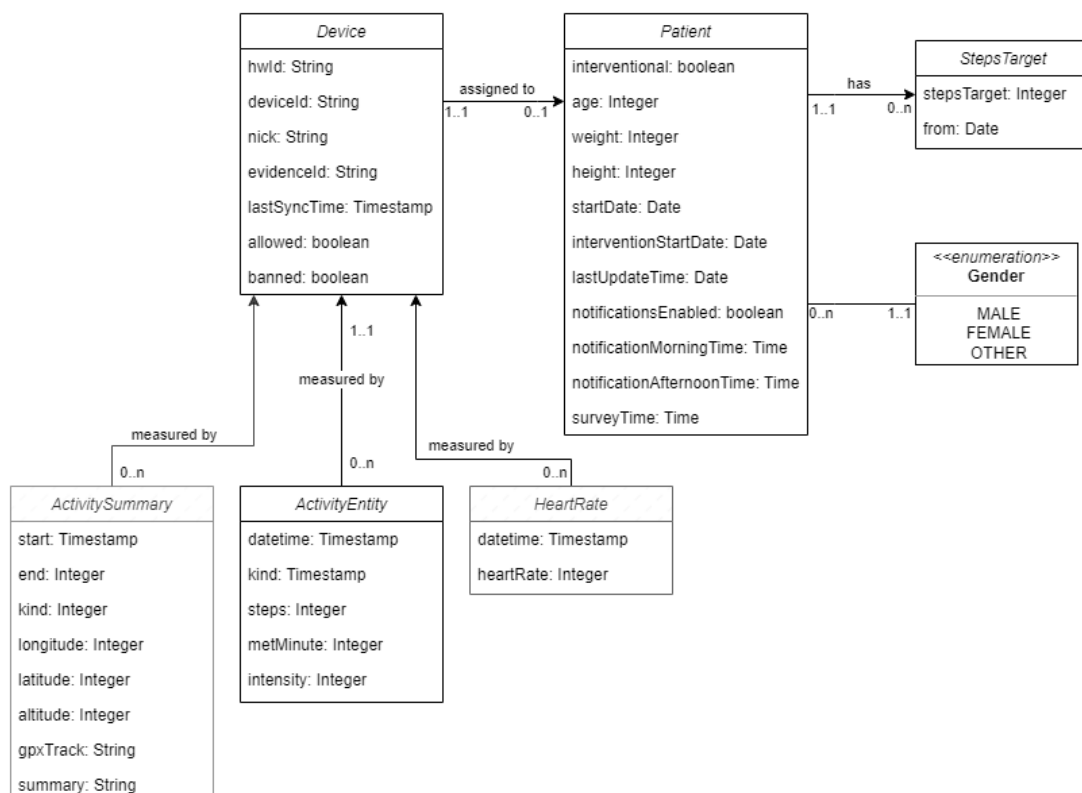 Device
hwId: String
deviceId: String
nick: String
evidenceId: String
lastSyncTime: Timestamp
allowed: boolean
banned: boolean
assigned to
1..1
0..1
Patient
interventional: boolean
age: Integer
weight: Integer
height: Integer
startDate: Date
interventionStartDate: Date
lastUpdateTime: Date
notificationsEnabled: boolean
notificationMorningTime: Time
notificationAfternoonTime: Time
surveyTime: Time
has
1..1
0..n
StepsTarget
stepsTarget: Integer
from: Date
0..n
1..1
<<enumeration>>
Gender
MALE
FEMALE
OTHER
measured by
0..n
1..1
measured by
0..n
measured by
0..n
ActivitySummary
start: Timestamp
end: Integer
kind: Integer
longitude: Integer
latitude: Integer
altitude: Integer
gpxTrack: String
summary: String
ActivityEntity
datetime: Timestamp
kind: Timestamp
steps: Integer
metMinute: Integer
intensity: Integer
HeartRate
datetime: Timestamp
heartRate: Integer